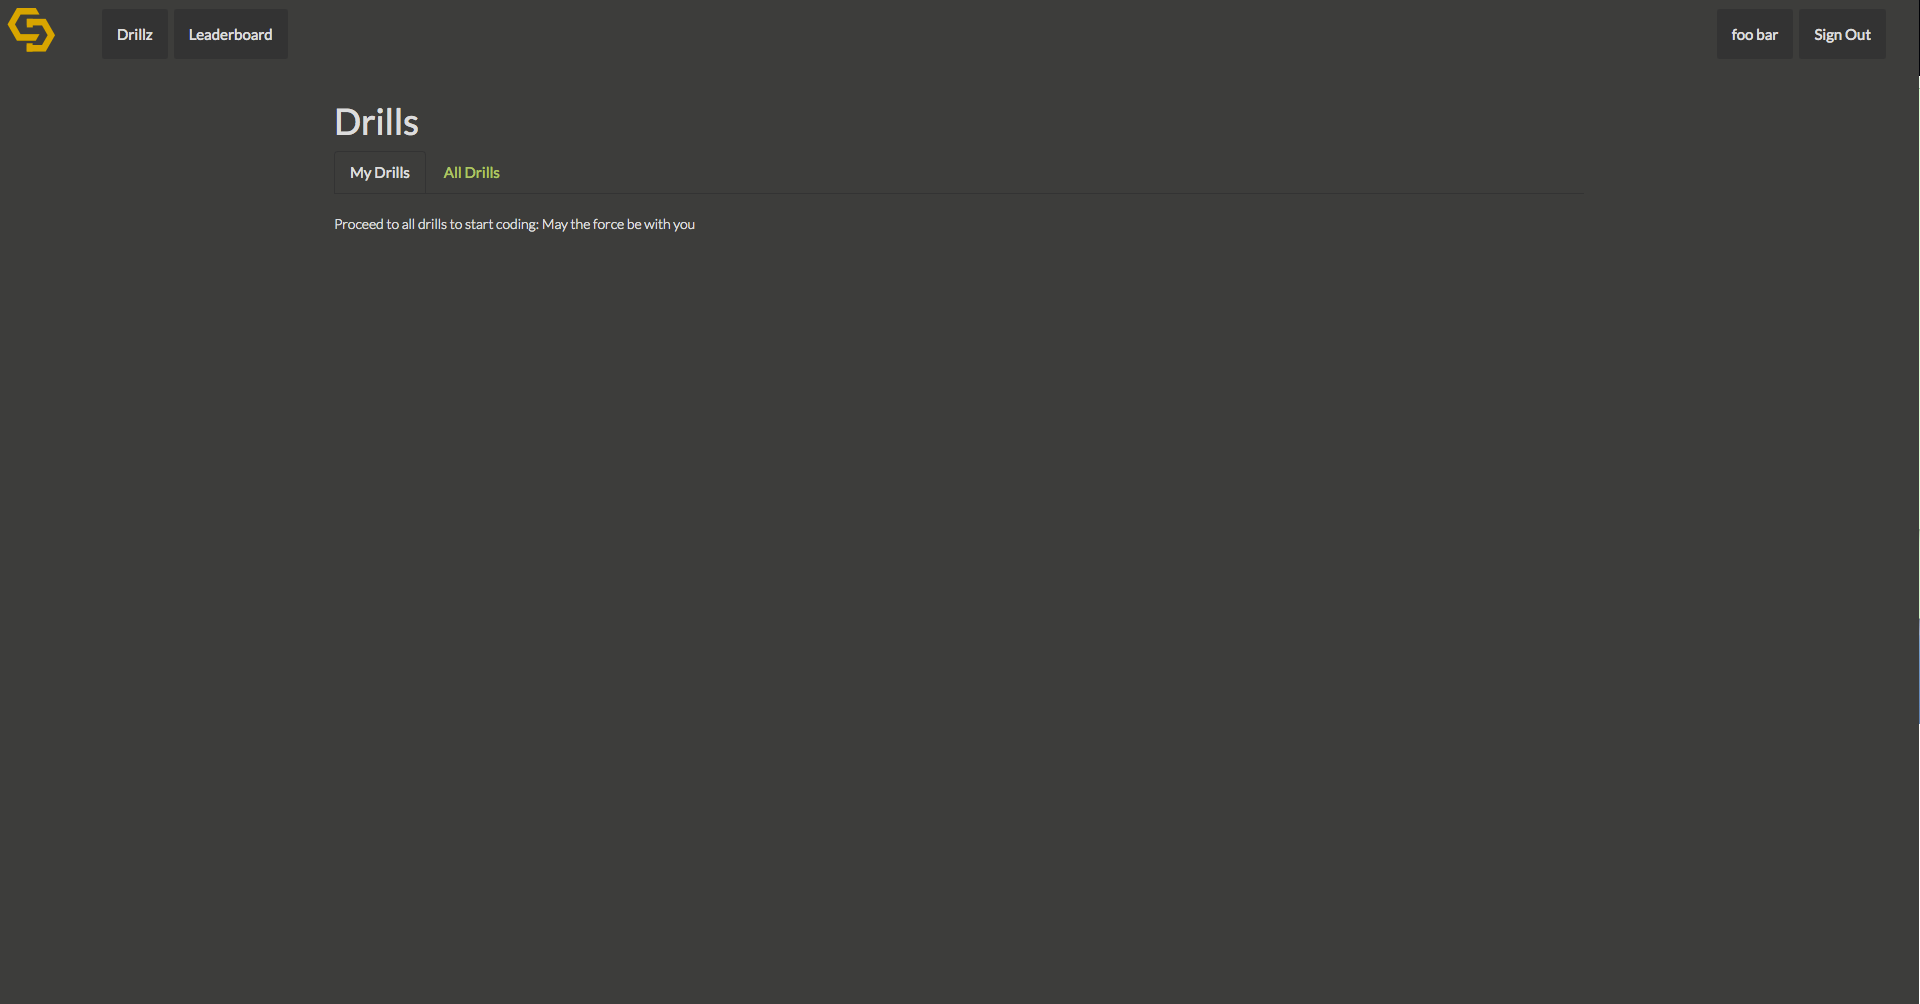 Drillz Leaderboard foo bar Sign Out
Drills
My Drills All Drills
Proceed to all drills to start coding: May the force be with you